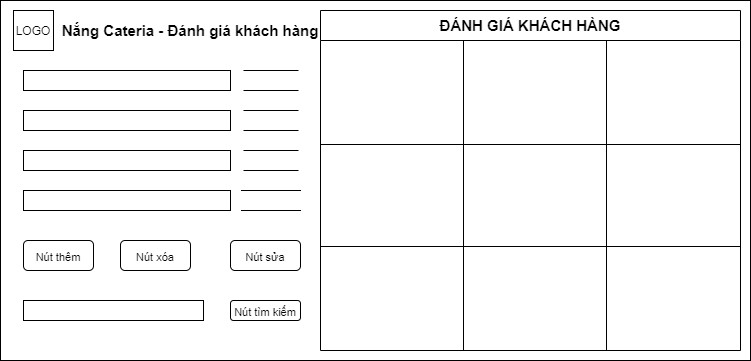 LOGO
Nắng Cateria - Đánh giá khách hàng
ĐÁNH GIÁ KHÁCH HÀNG
Nút thêm
Nút xóa
Nút sửa
Nút tìm kiếm